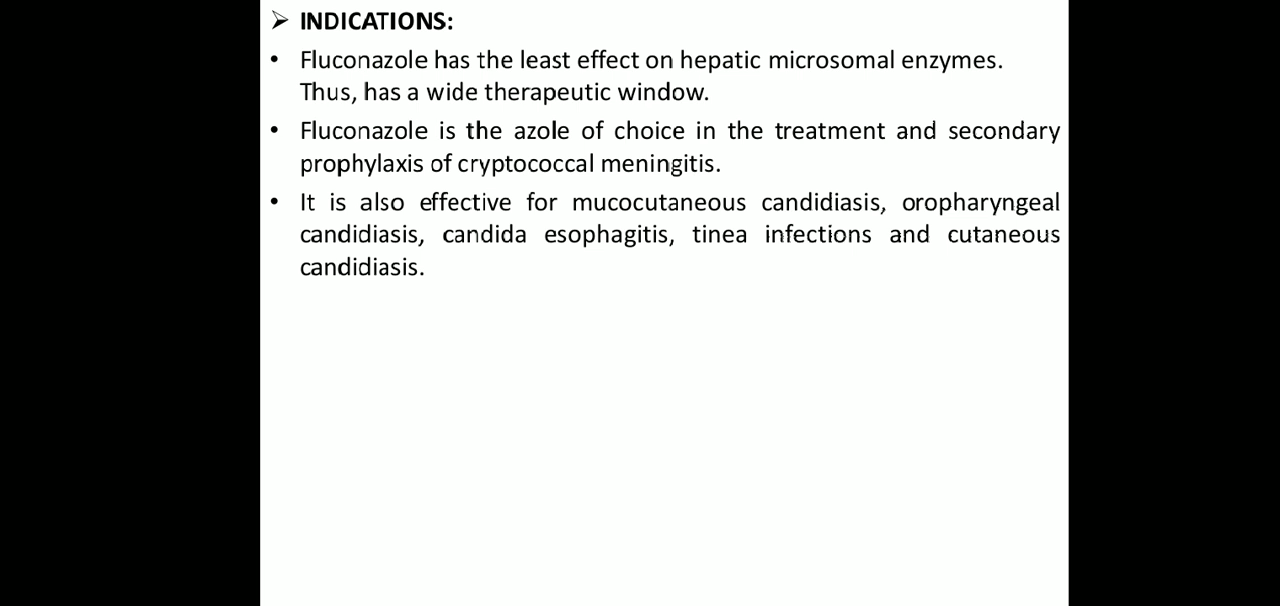 ➢ INDICATIONS:
• Fluconazole has the least effect on hepatic microsomal enzymes.
Thus, has a wide therapeutic window.
• Fluconazole is the azole of choice in the treatment and secondary
prophylaxis of cryptococcal meningitis.
• It is also effective for mucocutaneous candidiasis, oropharyngeal
candidiasis, candida esophagitis, tinea infections and cutaneous
candidiasis.